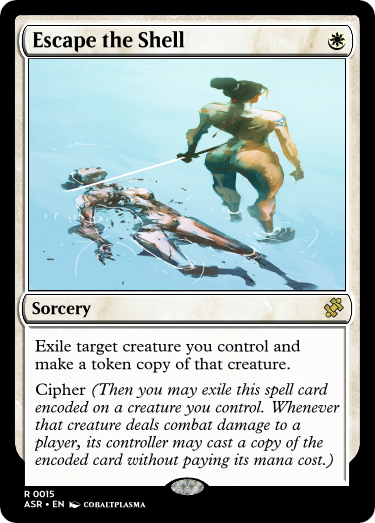 Escape the Shell
Sorcery
Exile target creature you control and
make a token copy of that creature.
Cipher (Then you may exile this spell card
encoded on a creature you control. Whenever
that creature deals combat damage to a
player, its controller may cast a copy of the
encoded card without paying its mana cost.)
R 0015
ASR • EN COBALTPLASMA